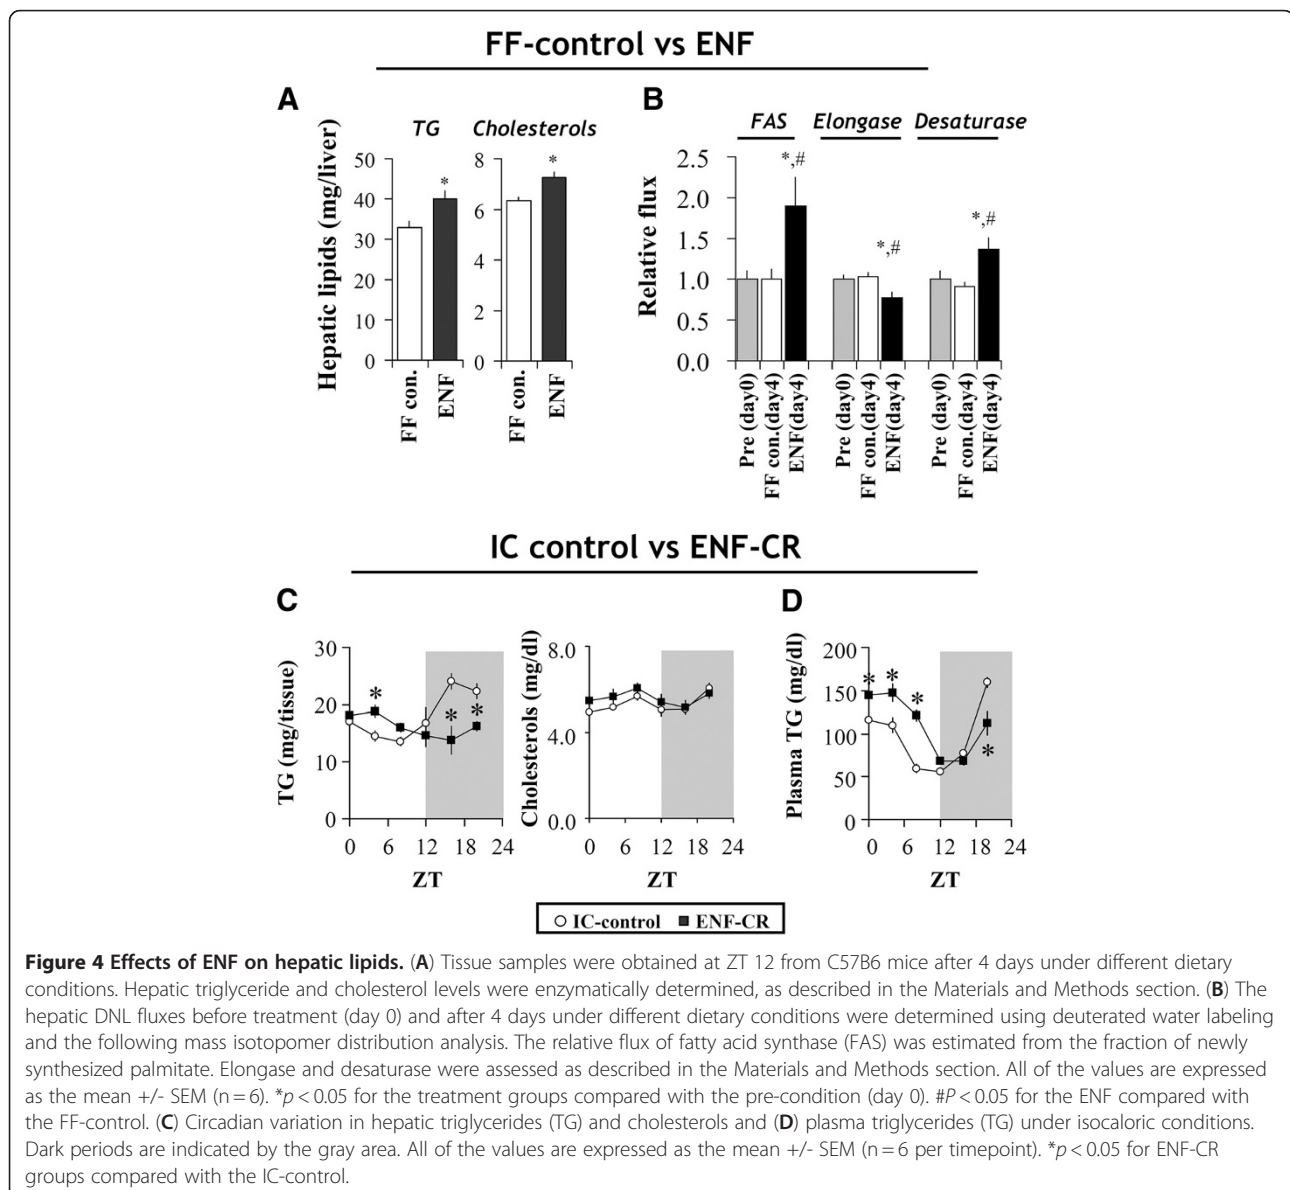 FF-control vs ENF
A
B
TG
Cholesterols
FAS
Elongase
Desaturase
Hepatic lipids (mg/liver)
50
40
30
20
10
0
*
FF con.
ENF
8
6
4
2
0
*
FF con.
ENF
Relative flux
2.5
2.0
1.5
1.0
0.5
0.0
*,#
*,#
*,#
Pre (day0)
FF con.(day4)
ENF(day4)
Pre (day0)
FF con.(day4)
ENF(day4)
Pre (day0)
FF con.(day4)
ENF(day4)
IC control vs ENF-CR
C
D
TG (mg/tissue)
30
20
10
0
*
*
*
0 6 12 18 24
ZT
Cholesterols (mg/dl)
8.0
4.0
0.0
0 6 12 18 24
ZT
Plasma TG (mg/dl)
200
150
100
50
0
* *
*
*
0 6 12 18 24
ZT
IC-control ENF-CR
Figure 4 Effects of ENF on hepatic lipids. (A) Tissue samples were obtained at ZT 12 from C57B6 mice after 4 days under different dietary
conditions. Hepatic triglyceride and cholesterol levels were enzymatically determined, as described in the Materials and Methods section. (B) The
hepatic DNL fluxes before treatment (day 0) and after 4 days under different dietary conditions were determined using deuterated water labeling
and the following mass isotopomer distribution analysis. The relative flux of fatty acid synthase (FAS) was estimated from the fraction of newly
synthesized palmitate. Elongase and desaturase were assessed as described in the Materials and Methods section. All of the values are expressed
as the mean +/- SEM (n = 6). *p < 0.05 for the treatment groups compared with the pre-condition (day 0). #P < 0.05 for the ENF compared with
the FF-control. (C) Circadian variation in hepatic triglycerides (TG) and cholesterols and (D) plasma triglycerides (TG) under isocaloric conditions.
Dark periods are indicated by the gray area. All of the values are expressed as the mean +/- SEM (n = 6 per timepoint). *p < 0.05 for ENF-CR
groups compared with the IC-control.